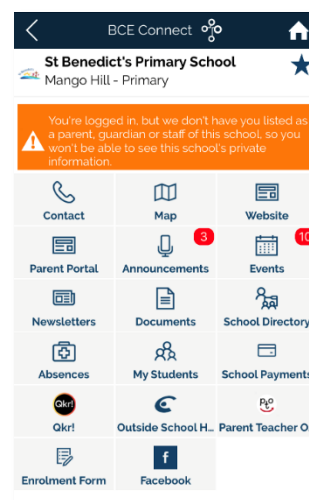 BCE Connect
St Benedict's Primary School
Mango Hill - Primary
You're logged in, but we don't have you listed as
a parent, guardian or staff of this school, so you
won't be able to see this school's private
information.
Contact
Map
Website
Parent Portal
3
Announcements
10
Events
Newsletters
Documents
School Directory
Absences
My Students
School Payments
Qkr!
Qkr!
Outside School H...
Parent Teacher O
Enrolment Form
f
Facebook